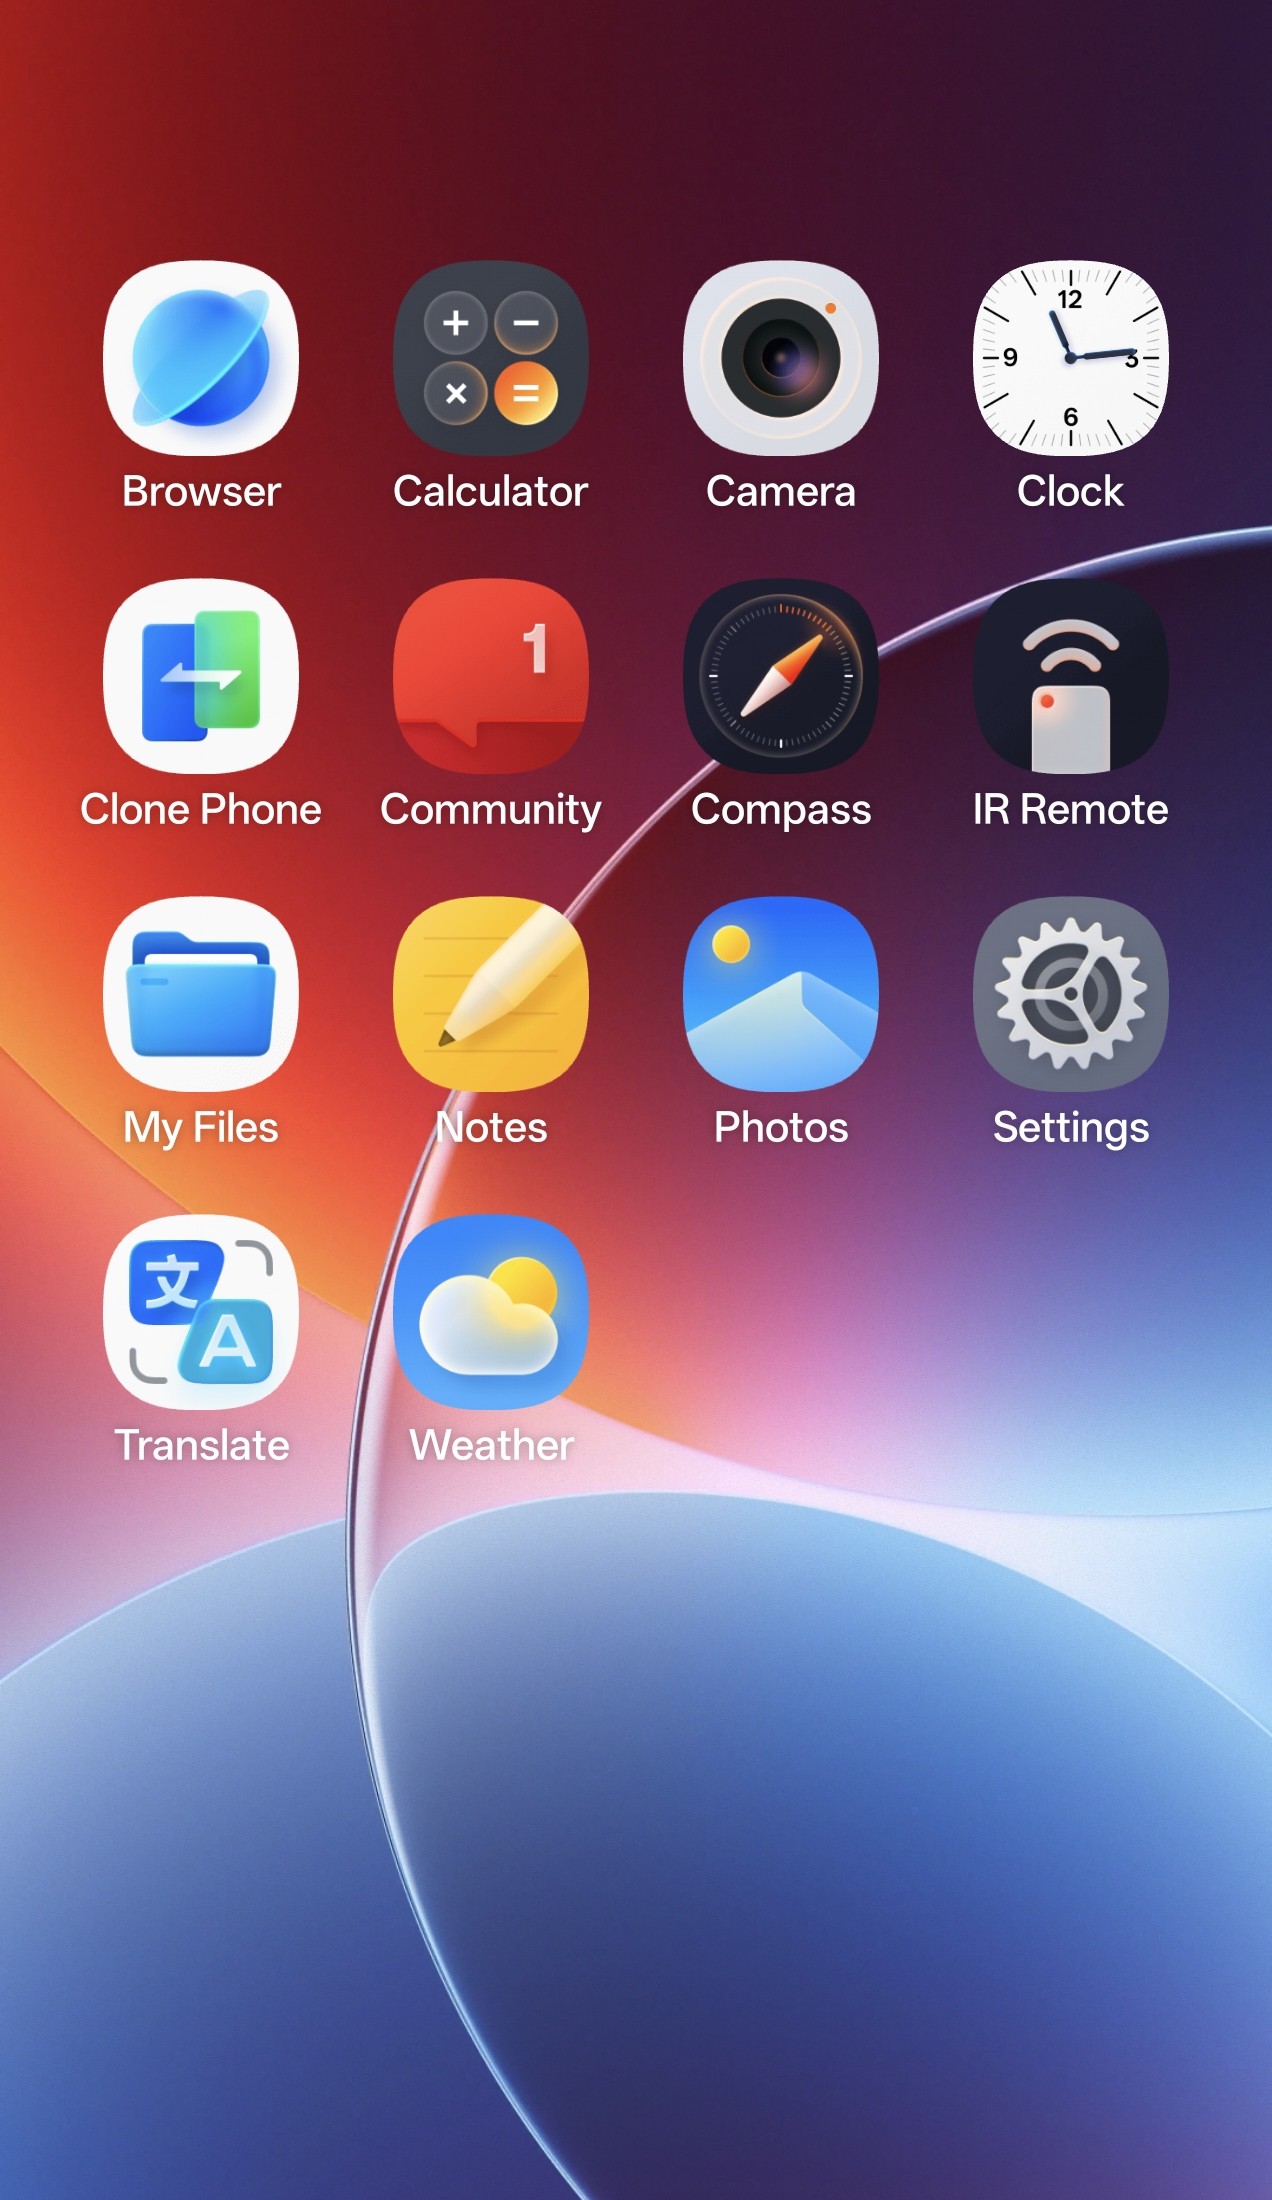 12
9
3
6
Browser
Calculator
Camera
Clock
1
Clone Phone
Community
Compass
IR Remote
My Files
Notes
Photos
Settings
文
A
Translate
Weather